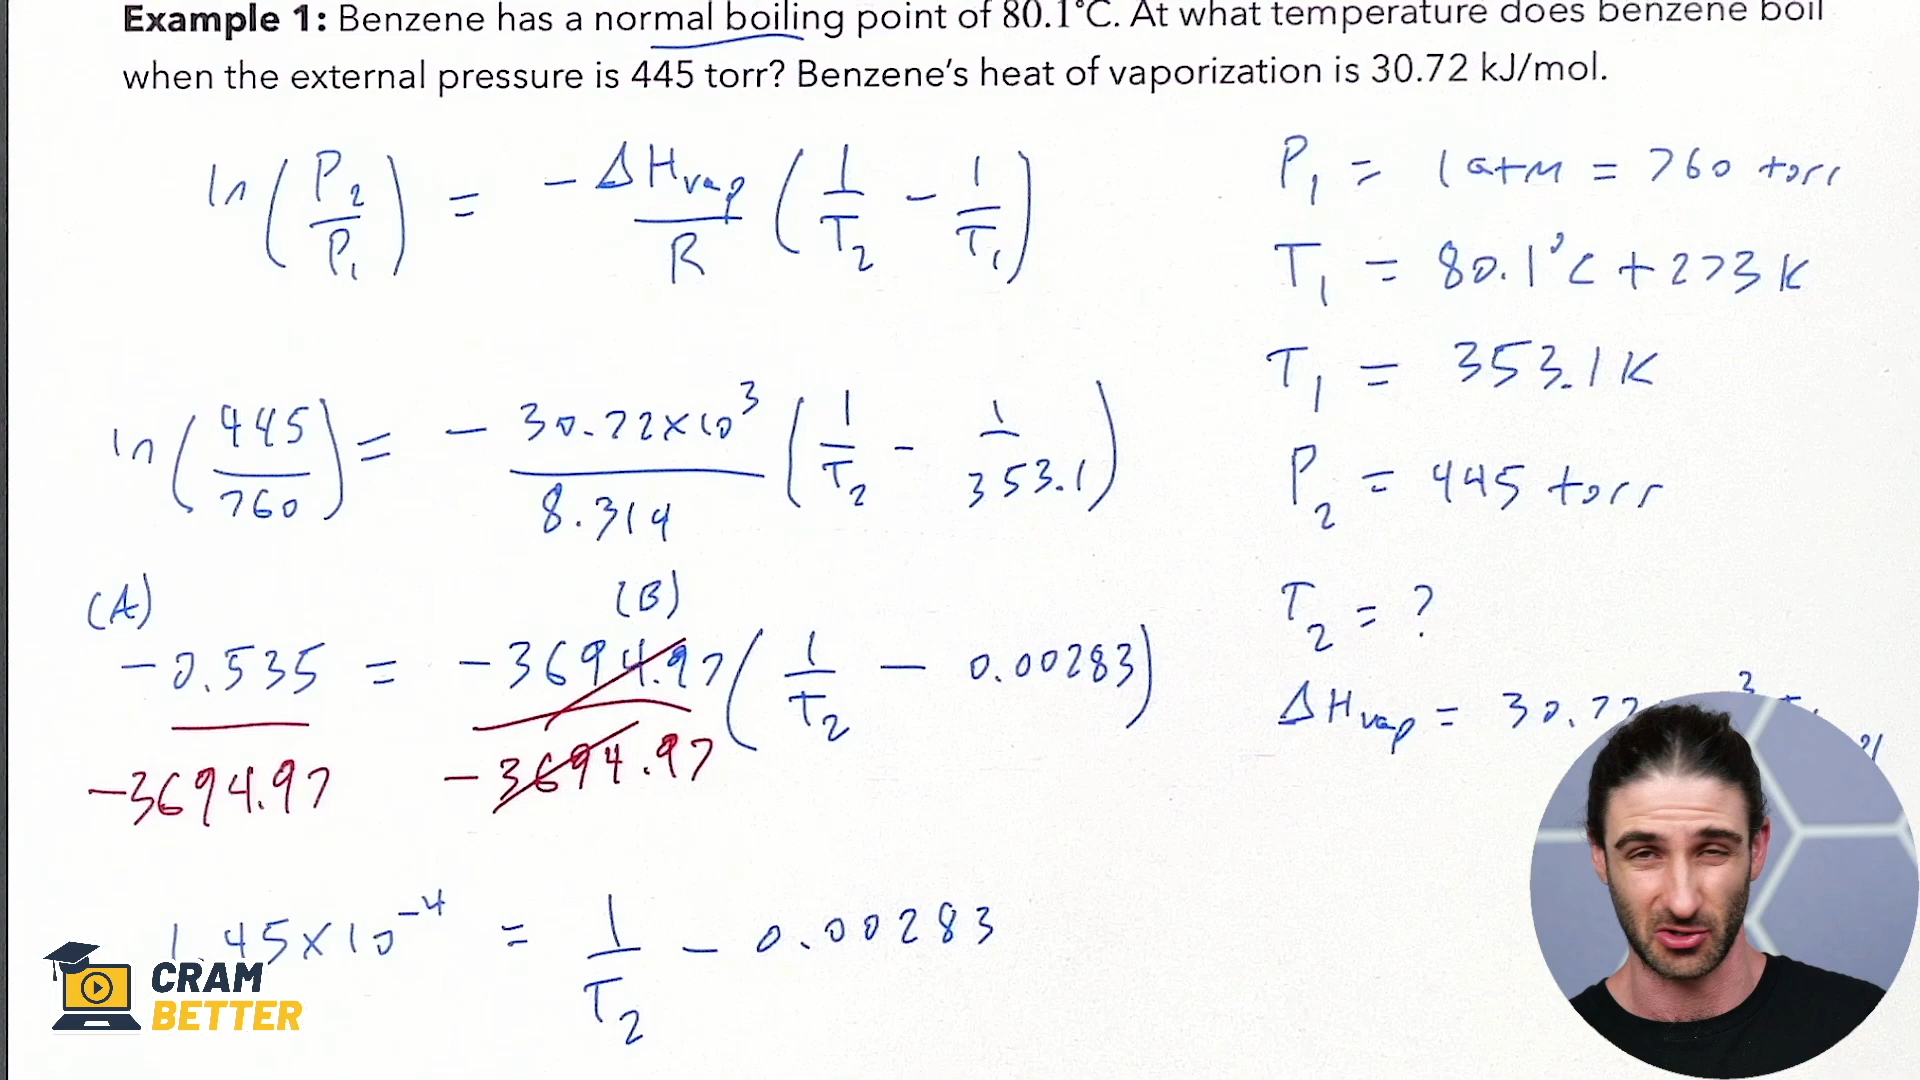 Example 1: Benzene has a normal boiling point of 80.1°C. At what temperature does benzene boil
when the external pressure is 445 torr? Benzene's heat of vaporization is 30.72 kJ/mol.
ln(P₂/P₁) = -ΔHvap/R (1/T₂ - 1/T₁)
P₁ = 1 atm = 760 torr
T₁ = 80.1°C + 273 K
T₁ = 353.1 K
ln(445/760) = - 30.72×10³/8.314 (1/T₂ - 1/353.1)
P₂ = 445 torr
(A) (B)
T₂ = ?
-0.535 = -3694.97 (1/T₂ - 0.00283)
-3694.97 -3694.97
ΔHvap = 30.72
1.45×10⁻⁴ = 1/T₂ - 0.00283
CRAM
BETTER